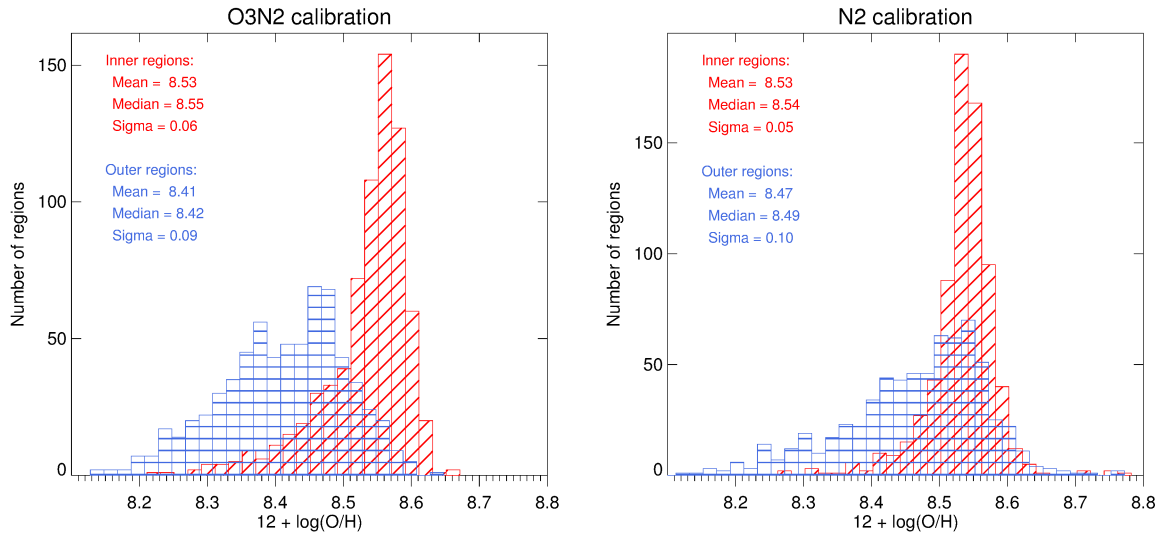 O3N2 calibration
Inner regions:
Mean = 8.53
Median = 8.55
Sigma = 0.06
Outer regions:
Mean = 8.41
Median = 8.42
Sigma = 0.09
Number of regions
150
100
50
0
8.2 8.3 8.4 8.5 8.6 8.7 8.8
12 + log(O/H)
N2 calibration
Inner regions:
Mean = 8.53
Median = 8.54
Sigma = 0.05
Outer regions:
Mean = 8.47
Median = 8.49
Sigma = 0.10
Number of regions
150
100
50
0
8.2 8.3 8.4 8.5 8.6 8.7 8.8
12 + log(O/H)